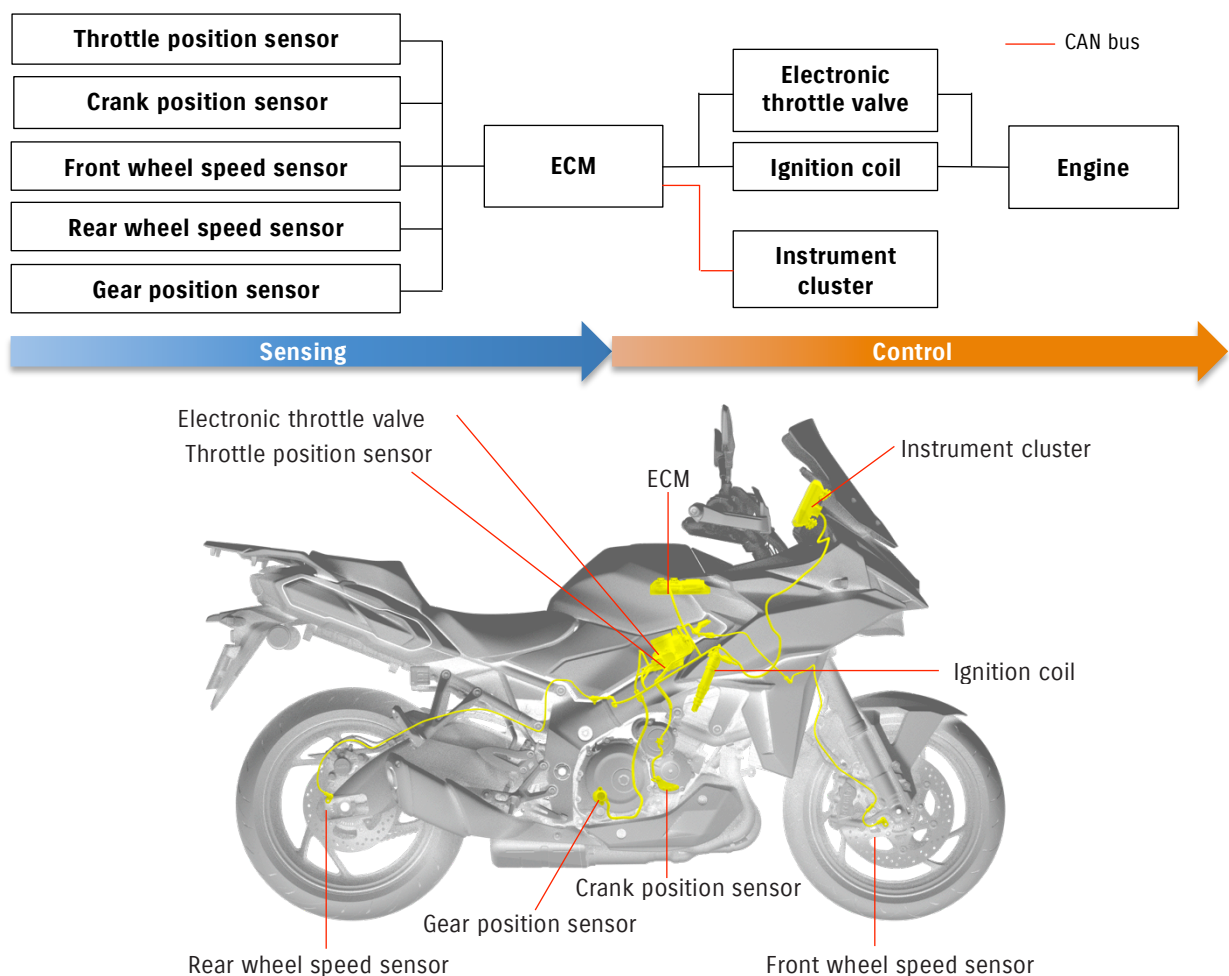 Throttle position sensor
Crank position sensor
Front wheel speed sensor
Rear wheel speed sensor
Gear position sensor
ECM
Electronic
throttle valve
Ignition coil
Instrument
cluster
Engine
CAN bus
Sensing
Control
Electronic throttle valve
Throttle position sensor
ECM
Instrument cluster
Ignition coil
Crank position sensor
Gear position sensor
Rear wheel speed sensor
Front wheel speed sensor